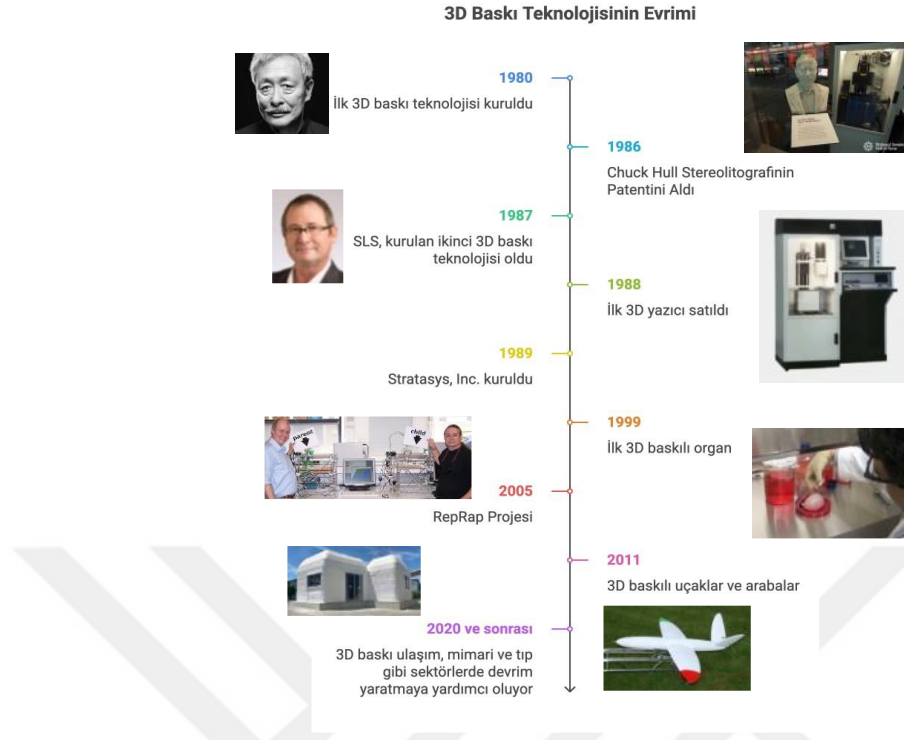 3D Baskı Teknolojisinin Evrimi
1980
İlk 3D baskı teknolojisi kuruldu
1986
Chuck Hull Stereolitografinin
Patentini Aldı
1987
SLS, kurulan ikinci 3D baskı
teknolojisi oldu
1988
İlk 3D yazıcı satıldı
1989
Stratasys, Inc. kuruldu
1999
İlk 3D baskılı organ
parent
child
2005
RepRap Projesi
2011
3D baskılı uçaklar ve arabalar
2020 ve sonrası
3D baskı ulaşım, mimari ve tıp
gibi sektörlerde devrim
yaratmaya yardımcı oluyor